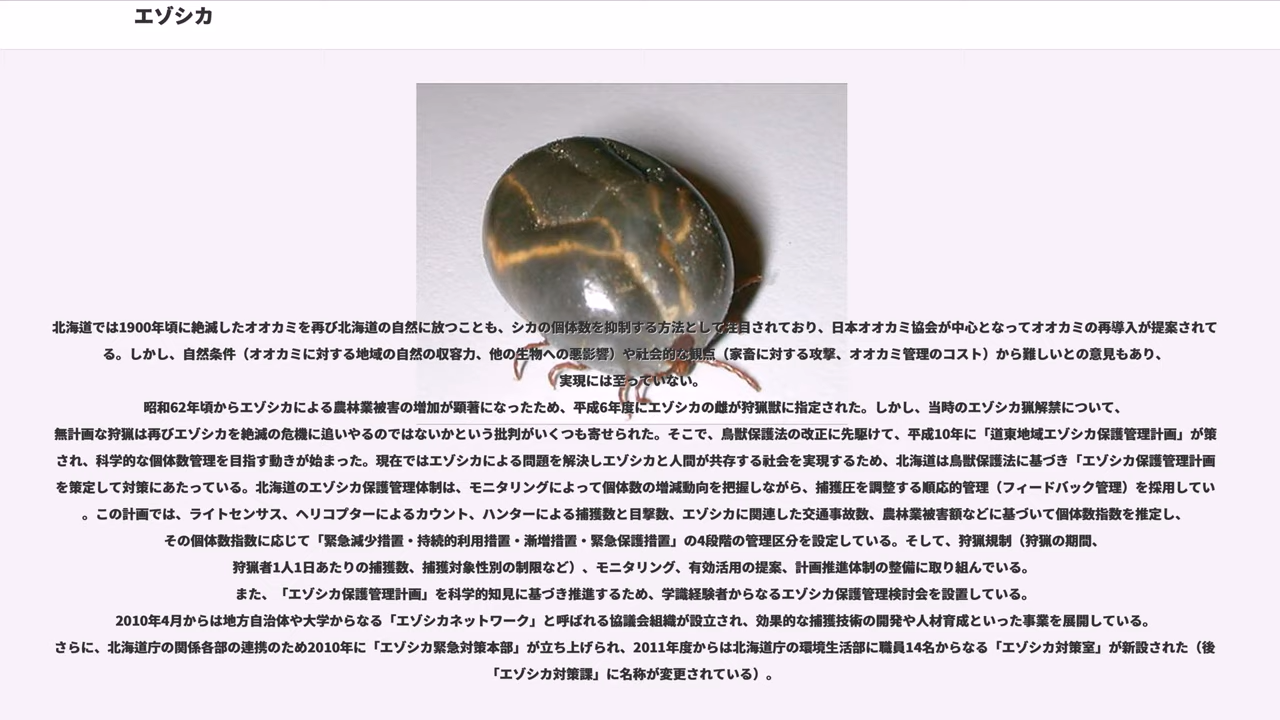 エゾシカ
北海道では1900年頃に絶滅したオオカミを再び北海道の自然に放つことも、シカの個体数を抑制する方法として注目されており、日本オオカミ協会が中心となってオオカミの再導入が提案されて
る。しかし、自然条件（オオカミに対する地域の自然の収容力、他の生物への悪影響）や社会的な観点（家畜に対する攻撃、オオカミ管理のコスト）から難しいとの意見もあり、
実現には至っていない。
昭和62年頃からエゾシカによる農林業被害の増加が顕著になったため、平成6年度にエゾシカの雌が狩猟獣に指定された。しかし、当時のエゾシカ猟解禁について、
無計画な狩猟は再びエゾシカを絶滅の危機に追いやるのではないかという批判がいくつも寄せられた。そこで、鳥獣保護法の改正に先駆けて、平成10年に「道東地域エゾシカ保護管理計画」が策
され、科学的な個体数管理を目指す動きが始まった。現在ではエゾシカによる問題を解決しエゾシカと人間が共存する社会を実現するため、北海道は鳥獣保護法に基づき「エゾシカ保護管理計画
を策定して対策にあたっている。北海道のエゾシカ保護管理体制は、モニタリングによって個体数の増減動向を把握しながら、捕獲圧を調整する順応的管理（フィードバック管理）を採用してい
。この計画では、ライトセンサス、ヘリコプターによるカウント、ハンターによる捕獲数と目撃数、エゾシカに関連した交通事故数、農林業被害額などに基づいて個体数指数を推定し、
その個体数指数に応じて「緊急減少措置・持続的利用措置・漸増措置・緊急保護措置」の4段階の管理区分を設定している。そして、狩猟規制（狩猟の期間、
狩猟者1人1日あたりの捕獲数、捕獲対象性別の制限など）、モニタリング、有効活用の提案、計画推進体制の整備に取り組んでいる。
また、「エゾシカ保護管理計画」を科学的知見に基づき推進するため、学識経験者からなるエゾシカ保護管理検討会を設置している。
2010年4月からは地方自治体や大学からなる「エゾシカネットワーク」と呼ばれる協議会組織が設立され、効果的な捕獲技術の開発や人材育成といった事業を展開している。
さらに、北海道庁の関係各部の連携のため2010年に「エゾシカ緊急対策本部」が立ち上げられ、2011年度からは北海道庁の環境生活部に職員14名からなる「エゾシカ対策室」が新設された（後
「エゾシカ対策課」に名称が変更されている）。